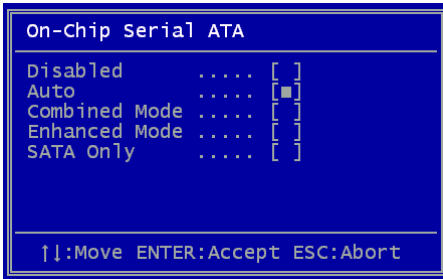 On-Chip Serial ATA
Disabled ..... [ ]
Auto ..... [■]
Combined Mode ..... [ ]
Enhanced Mode ..... [ ]
SATA Only ..... [ ]
↑↓:Move ENTER:Accept ESC:Abort